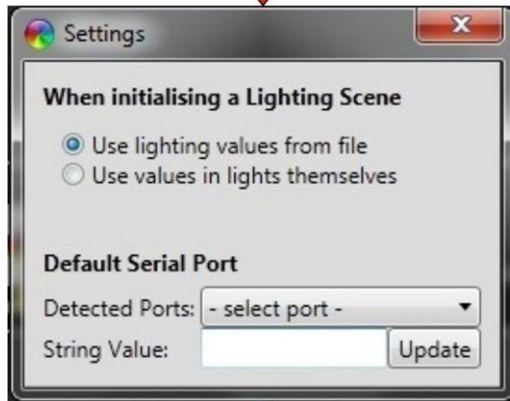 Settings
When initialising a Lighting Scene
Use lighting values from file
Use values in lights themselves
Default Serial Port
Detected Ports: - select port -
String Value: Update